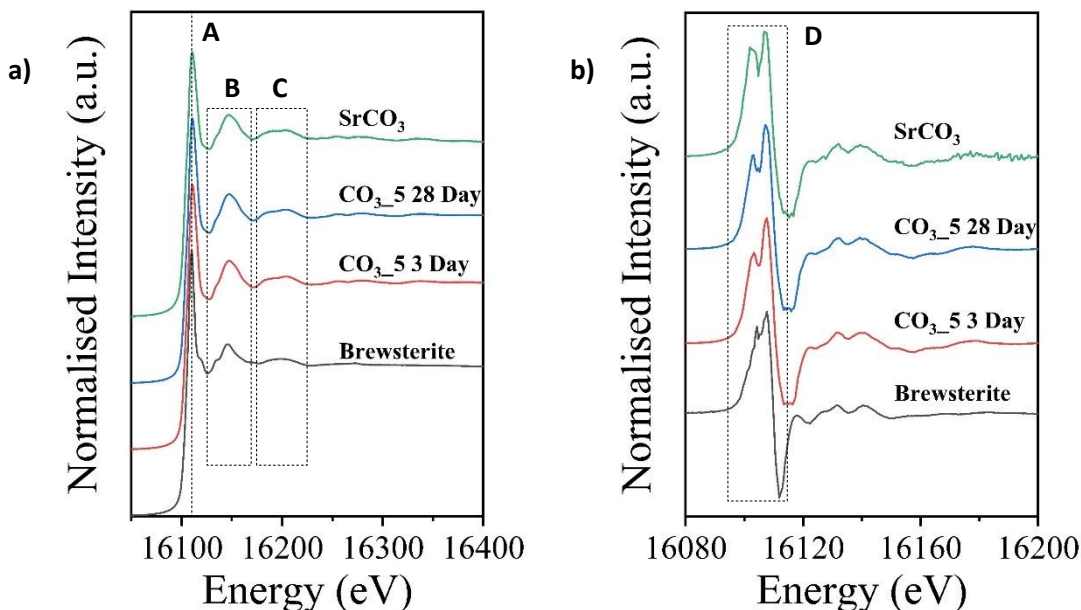 a)
Normalised Intensity (a.u.)
A
B C
SrCO₃
CO₃_5 28 Day
CO₃_5 3 Day
Brewsterite
16100 16200 16300 16400
Energy (eV)
b)
Normalised Intensity (a.u.)
D
SrCO₃
CO₃_5 28 Day
CO₃_5 3 Day
Brewsterite
16080 16120 16160 16200
Energy (eV)